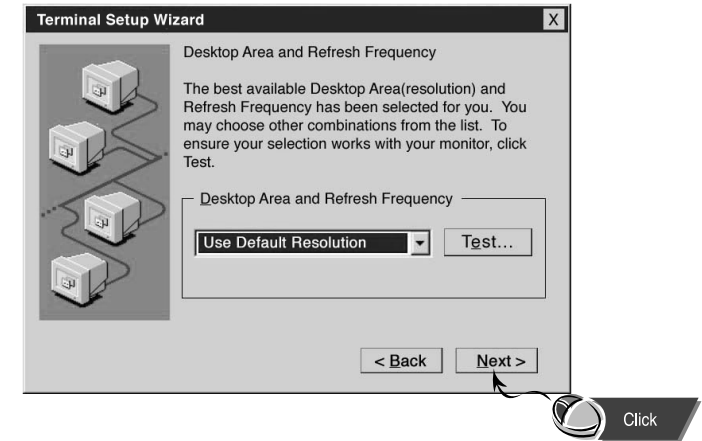 Terminal Setup Wizard
X
Desktop Area and Refresh Frequency
The best available Desktop Area(resolution) and
Refresh Frequency has been selected for you.  You
may choose other combinations from the list.  To
ensure your selection works with your monitor, click
Test.
Desktop Area and Refresh Frequency
Use Default Resolution
Test...
< Back
Next >
Click